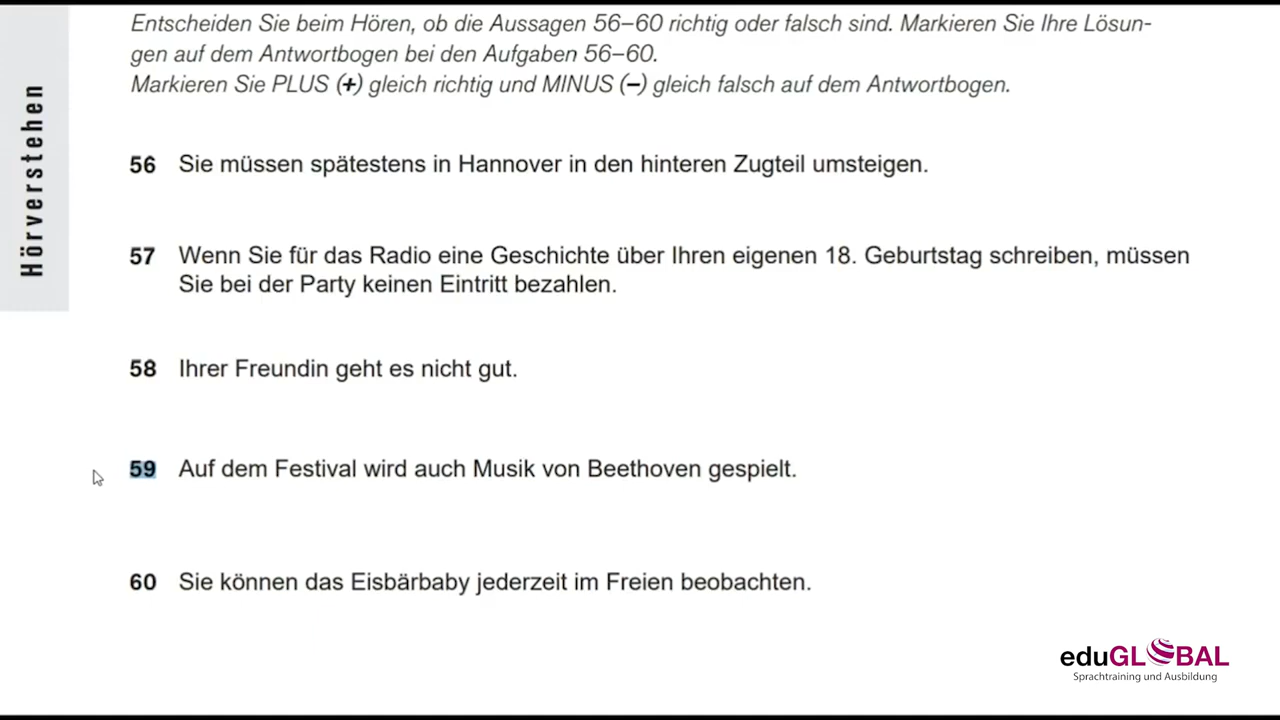 Entscheiden Sie beim Hören, ob die Aussagen 56–60 richtig oder falsch sind. Markieren Sie Ihre Lösun-
gen auf dem Antwortbogen bei den Aufgaben 56–60.
Markieren Sie PLUS (+) gleich richtig und MINUS (–) gleich falsch auf dem Antwortbogen.
Hörverstehen
56 Sie müssen spätestens in Hannover in den hinteren Zugteil umsteigen.
57 Wenn Sie für das Radio eine Geschichte über Ihren eigenen 18. Geburtstag schreiben, müssen
Sie bei der Party keinen Eintritt bezahlen.
58 Ihrer Freundin geht es nicht gut.
59 Auf dem Festival wird auch Musik von Beethoven gespielt.
60 Sie können das Eisbärbaby jederzeit im Freien beobachten.
eduGLOBAL
Sprachtraining und Ausbildung